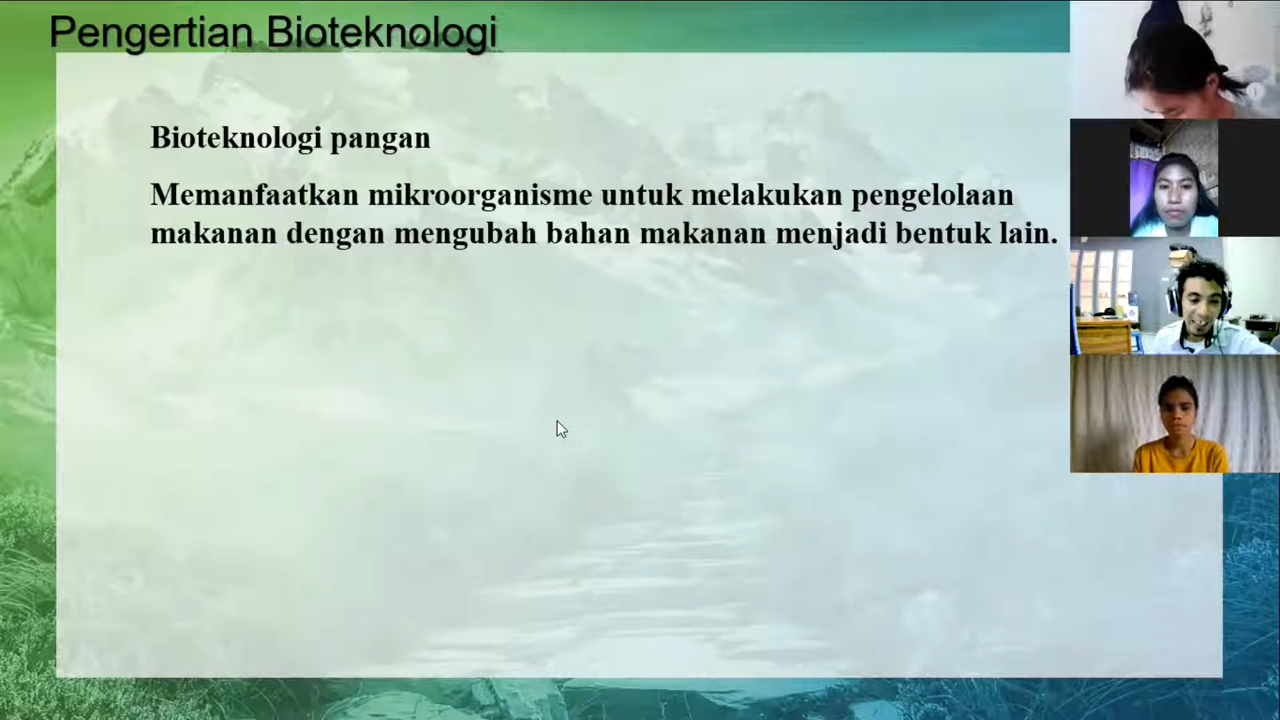 Pengertian Bioteknologi
Bioteknologi pangan
Memanfaatkan mikroorganisme untuk melakukan pengelolaan
makanan dengan mengubah bahan makanan menjadi bentuk lain.